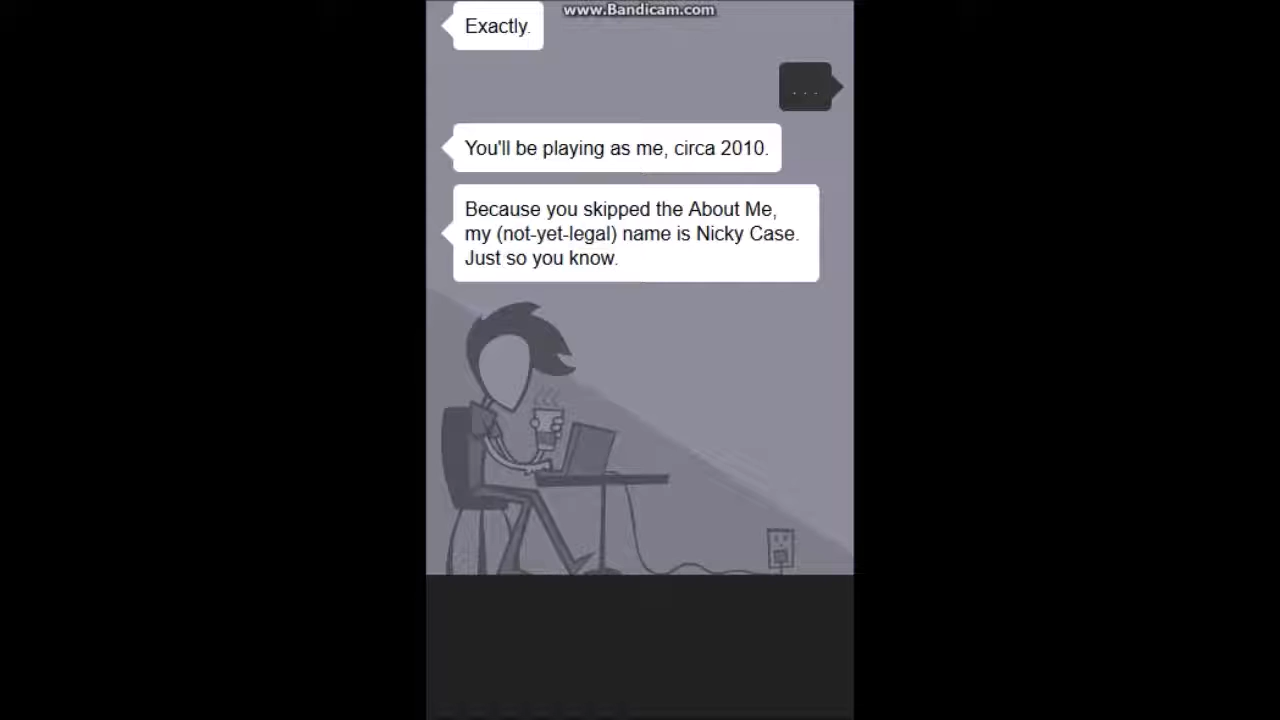 www.Bandicam.com
Exactly.
. . .
You'll be playing as me, circa 2010.
Because you skipped the About Me,
my (not-yet-legal) name is Nicky Case.
Just so you know.